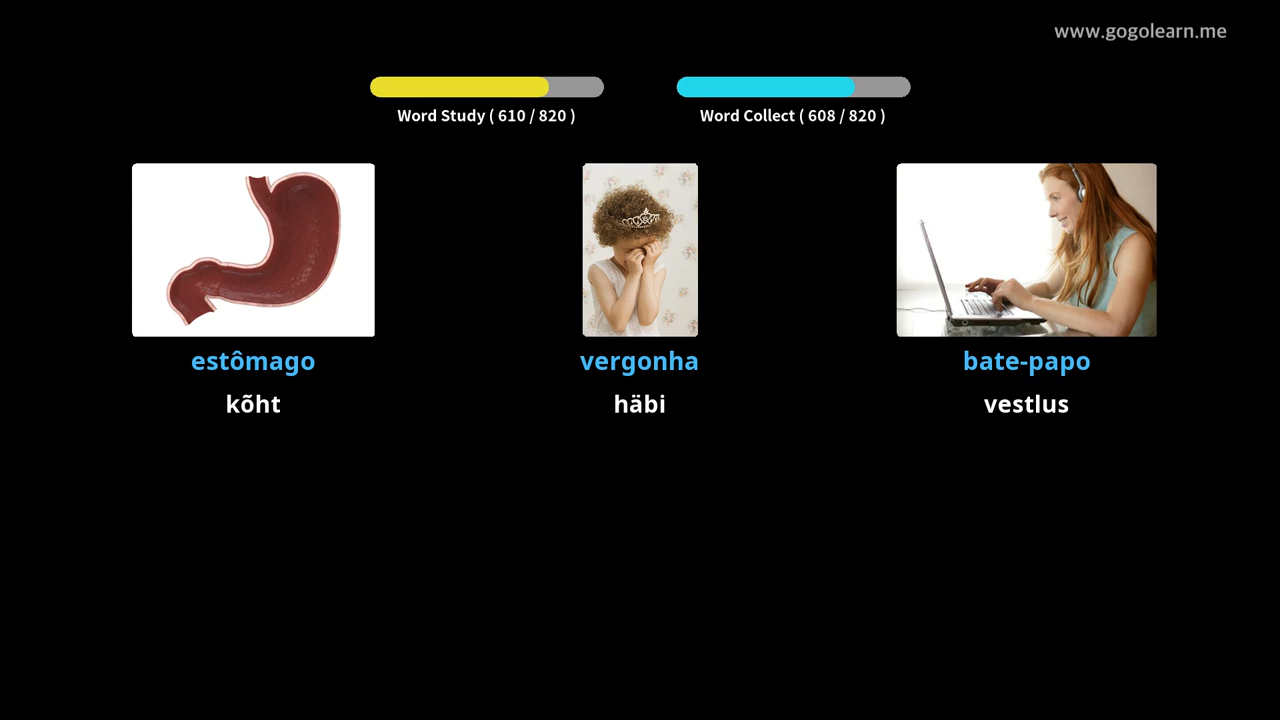 www.gogolearn.me
Word Study ( 610 / 820 )
Word Collect ( 608 / 820 )
estômago
vergonha
bate-papo
kõht
häbi
vestlus